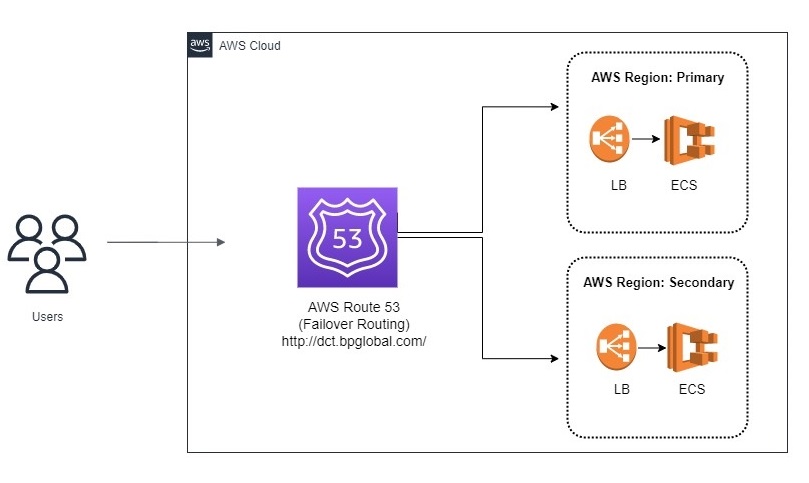 aws
AWS Cloud
AWS Region: Primary
LB
ECS
53
AWS Route 53
(Failover Routing)
http://dct.bpglobal.com/
Users
AWS Region: Secondary
LB
ECS